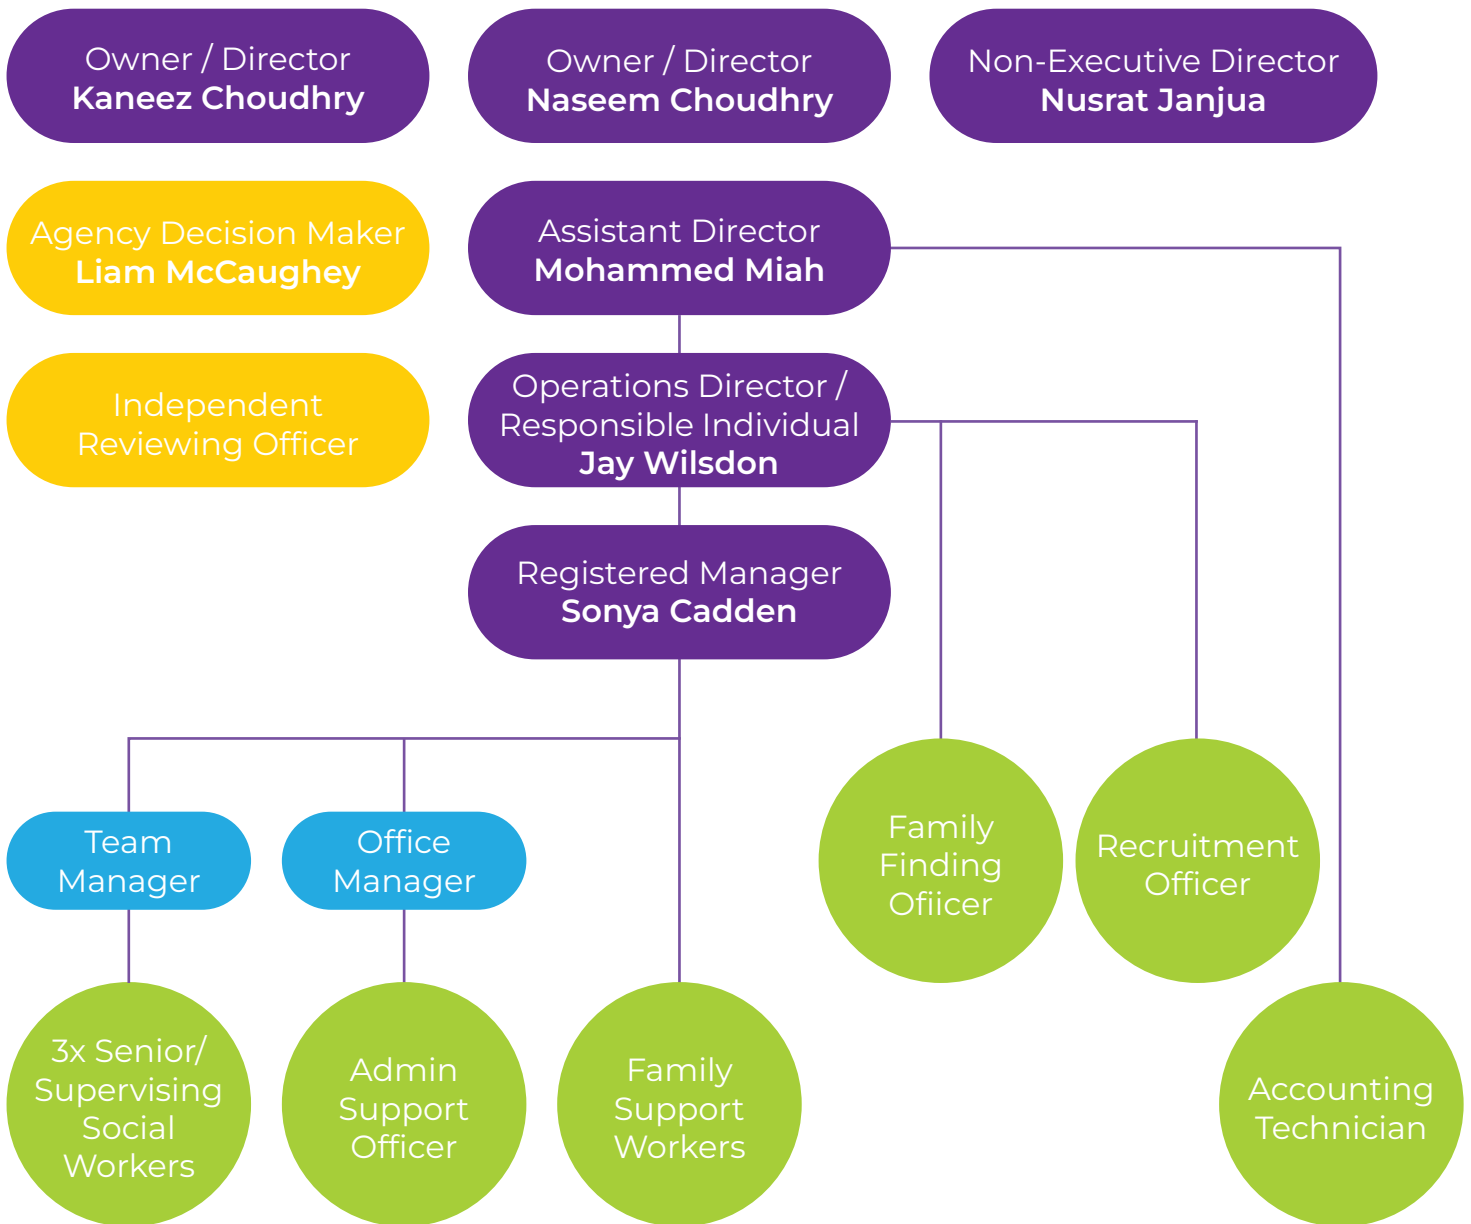 Owner / Director
Kaneez Choudhry
Owner / Director
Naseem Choudhry
Non-Executive Director
Nusrat Janjua
Agency Decision Maker
Liam McCaughey
Assistant Director
Mohammed Miah
Independent
Reviewing Officer
Operations Director /
Responsible Individual
Jay Wilsdon
Registered Manager
Sonya Cadden
Team
Manager
Office
Manager
Family
Finding
Ofiicer
Recruitment
Officer
3x Senior/
Supervising
Social
Workers
Admin
Support
Officer
Family
Support
Workers
Accounting
Technician